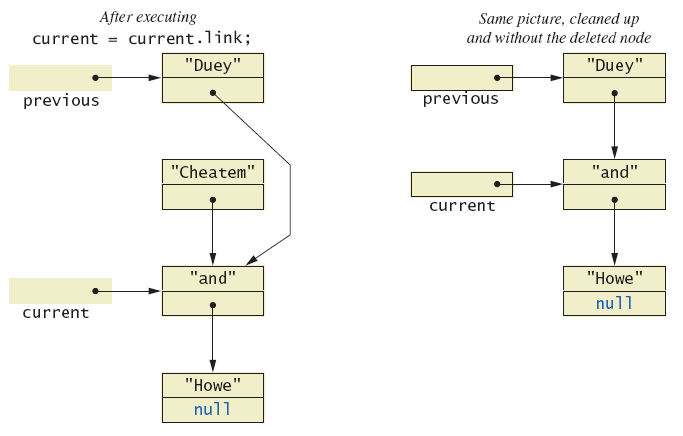 After executing
current = current.link;
"Duey"
previous
"Cheatem"
"and"
current
"Howe"
null
Same picture, cleaned up
and without the deleted node
"Duey"
previous
"and"
current
"Howe"
null